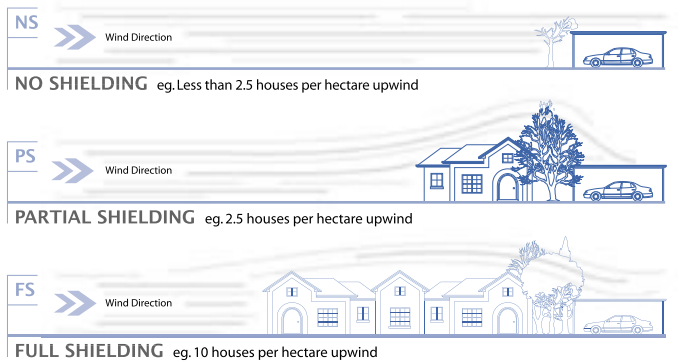 NS
Wind Direction
NO SHIELDING eg. Less than 2.5 houses per hectare upwind
PS
Wind Direction
PARTIAL SHIELDING eg. 2.5 houses per hectare upwind
FS
Wind Direction
FULL SHIELDING eg. 10 houses per hectare upwind